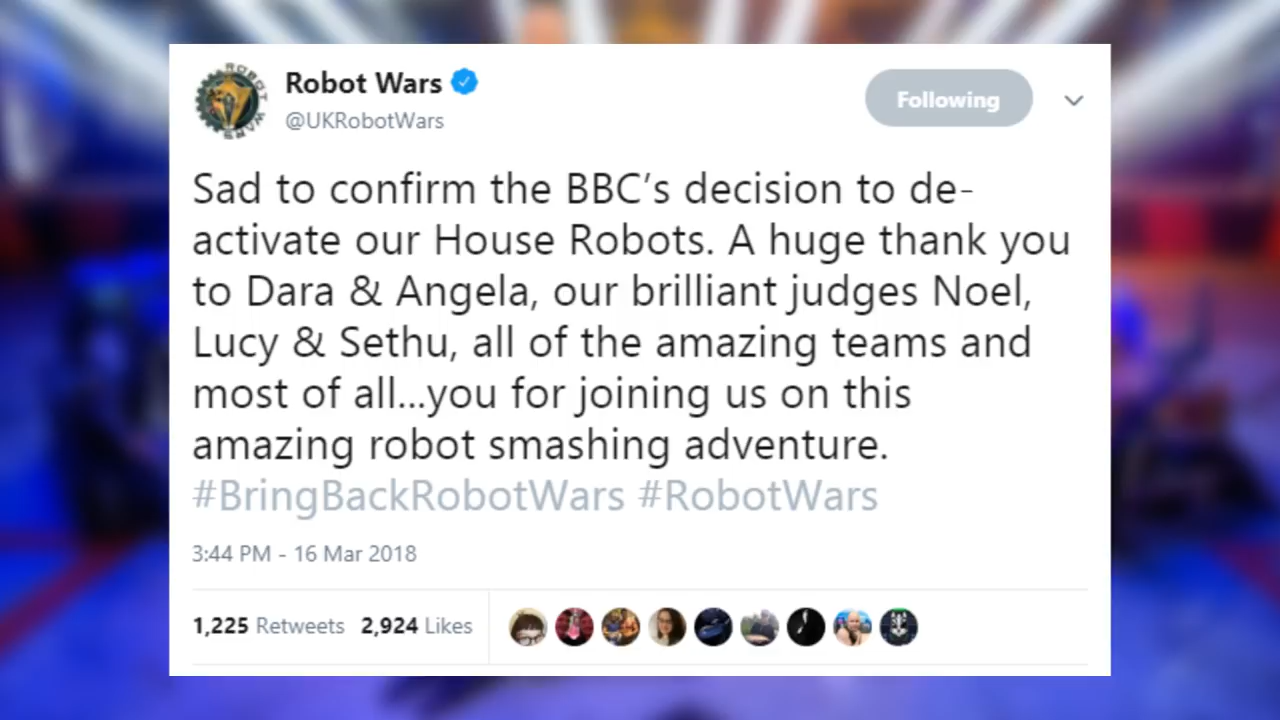 Robot Wars
@UKRobotWars
Following
Sad to confirm the BBC’s decision to de-
activate our House Robots. A huge thank you
to Dara & Angela, our brilliant judges Noel,
Lucy & Sethu, all of the amazing teams and
most of all...you for joining us on this
amazing robot smashing adventure.
#BringBackRobotWars #RobotWars
3:44 PM - 16 Mar 2018
1,225 Retweets 2,924 Likes